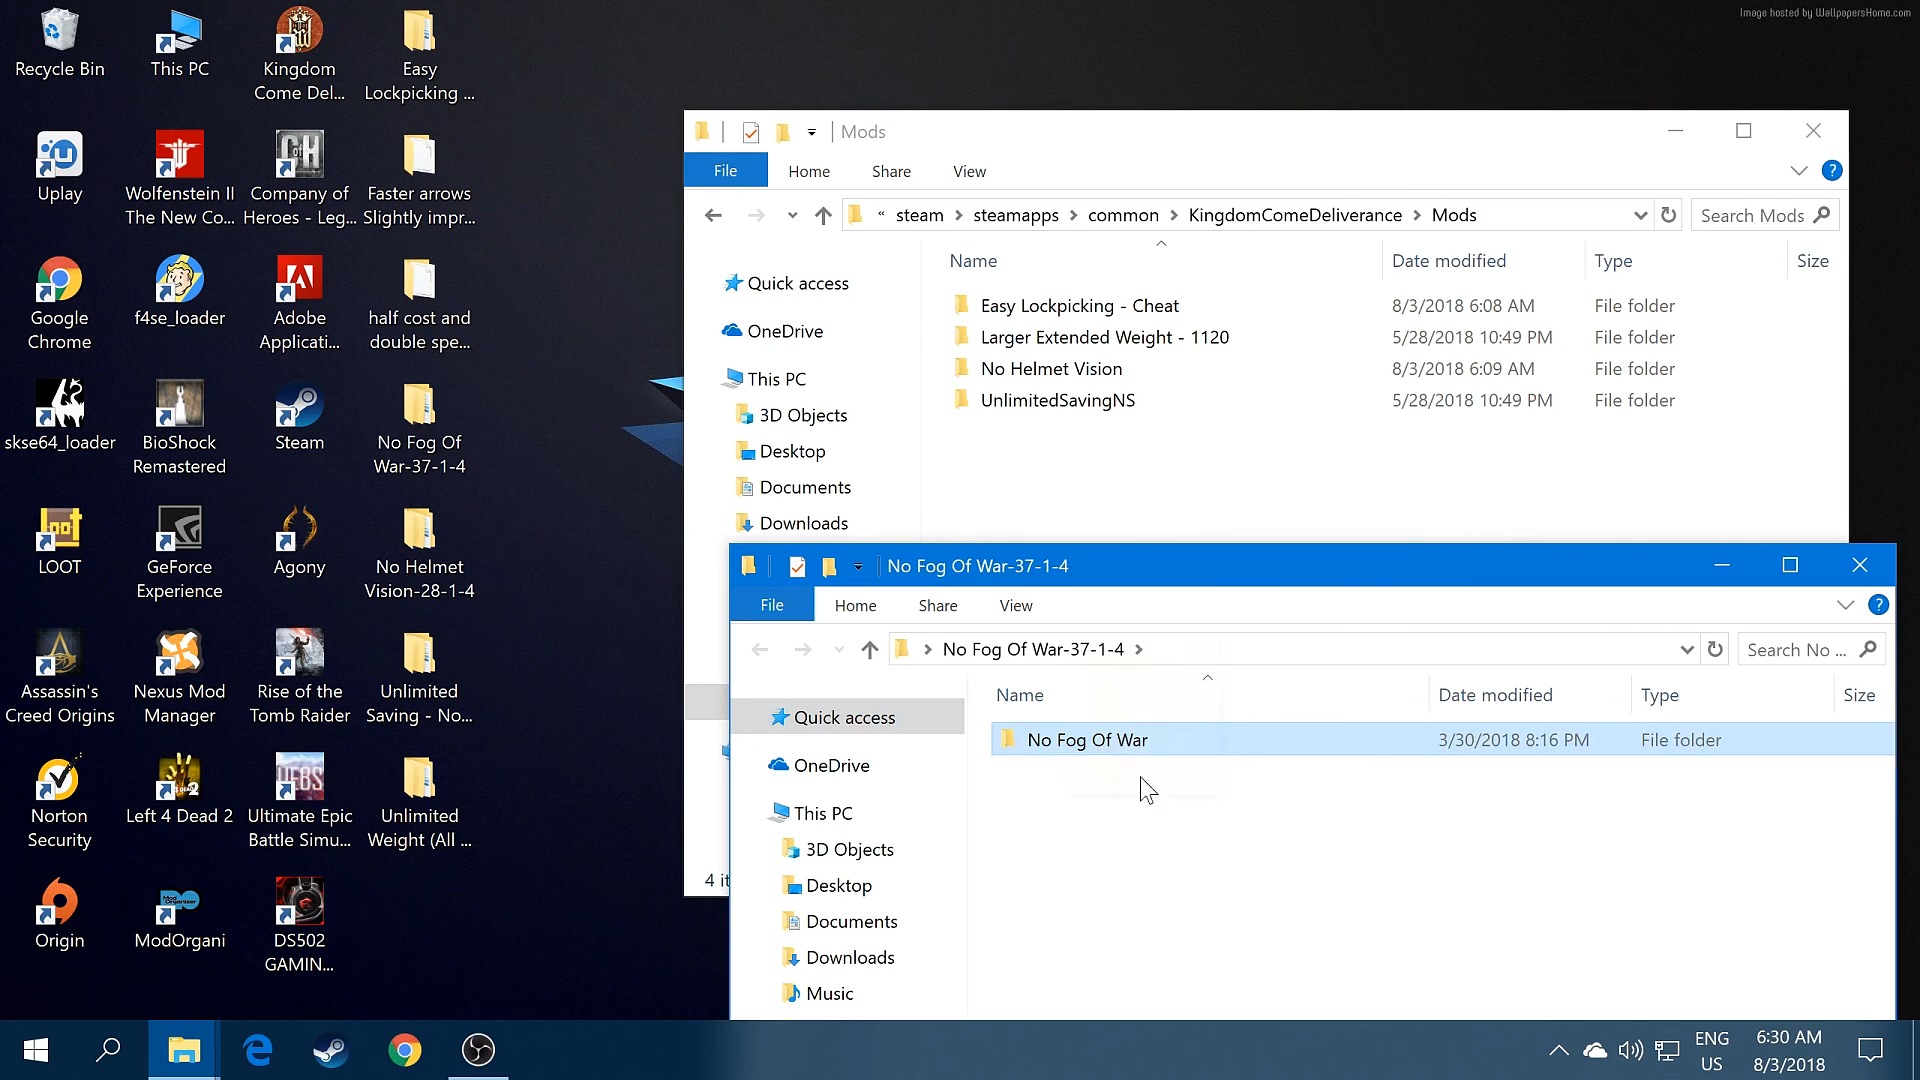 Image hosted by WallpapersHome.com
Recycle Bin
This PC
Kingdom
Come Del...
Easy
Lockpicking ...
Uplay
Wolfenstein II
The New Co...
Company of
Heroes - Leg...
Faster arrows
Slightly impr...
Google
Chrome
f4se_loader
Adobe
Applicati...
half cost and
double spe...
skse64_loader
BioShock
Remastered
Steam
No Fog Of
War-37-1-4
LOOT
GeForce
Experience
Agony
No Helmet
Vision-28-1-4
Assassin's
Creed Origins
Nexus Mod
Manager
Rise of the
Tomb Raider
Unlimited
Saving - No...
Norton
Security
Left 4 Dead 2
Ultimate Epic
Battle Simu...
Unlimited
Weight (All ...
Origin
ModOrgani
DS502
GAMIN...
Mods
File Home Share View
« steam > steamapps > common > KingdomComeDeliverance > Mods
Search Mods
Name Date modified Type Size
Easy Lockpicking - Cheat 8/3/2018 6:08 AM File folder
Larger Extended Weight - 1120 5/28/2018 10:49 PM File folder
No Helmet Vision 8/3/2018 6:09 AM File folder
UnlimitedSavingNS 5/28/2018 10:49 PM File folder
Quick access
OneDrive
This PC
3D Objects
Desktop
Documents
Downloads
4 it
No Fog Of War-37-1-4
File Home Share View
> No Fog Of War-37-1-4 >
Search No ...
Name Date modified Type Size
No Fog Of War 3/30/2018 8:16 PM File folder
Quick access
OneDrive
This PC
3D Objects
Desktop
Documents
Downloads
Music
ENG
US
6:30 AM
8/3/2018